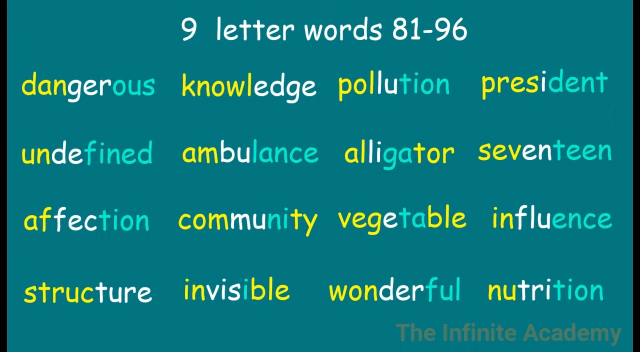 9 letter words 81-96
dangerous knowledge pollution president
undefined ambulance alligator seventeen
affection community vegetable influence
structure invisible wonderful nutrition
The Infinite Academy